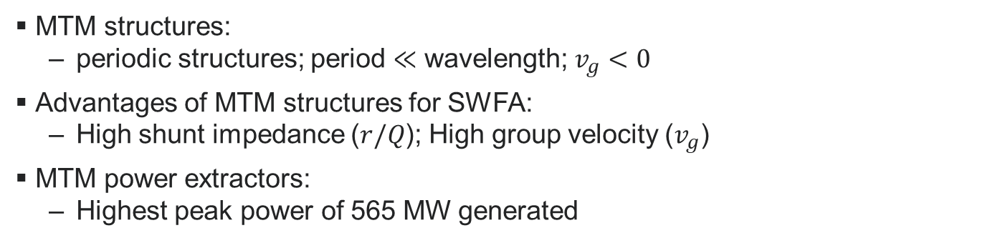 ▪ MTM structures:
– periodic structures; period ≪ wavelength; v_g < 0
▪ Advantages of MTM structures for SWFA:
– High shunt impedance (r/Q); High group velocity (v_g)
▪ MTM power extractors:
– Highest peak power of 565 MW generated